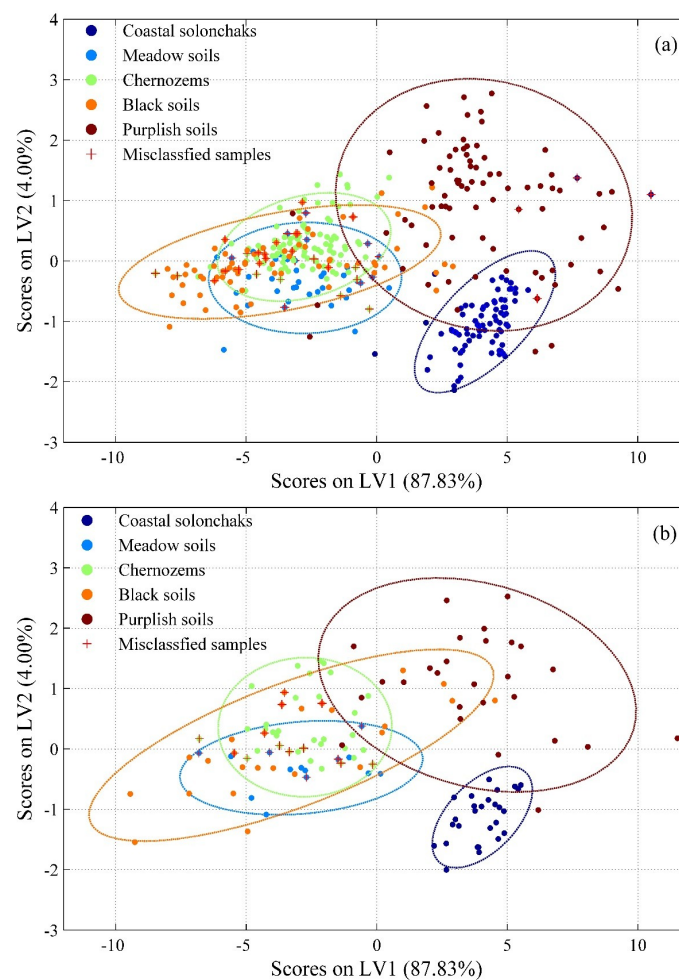 4
3
2
1
0
-1
-2
-3
Scores on LV2 (4.00%)
Coastal solonchaks
Meadow soils
Chernozems
Black soils
Purplish soils
Misclassfied samples
(a)
-10
-5
0
5
10
Scores on LV1 (87.83%)
4
3
2
1
0
-1
-2
-3
Scores on LV2 (4.00%)
Coastal solonchaks
Meadow soils
Chernozems
Black soils
Purplish soils
Misclassfied samples
(b)
-10
-5
0
5
10
Scores on LV1 (87.83%)